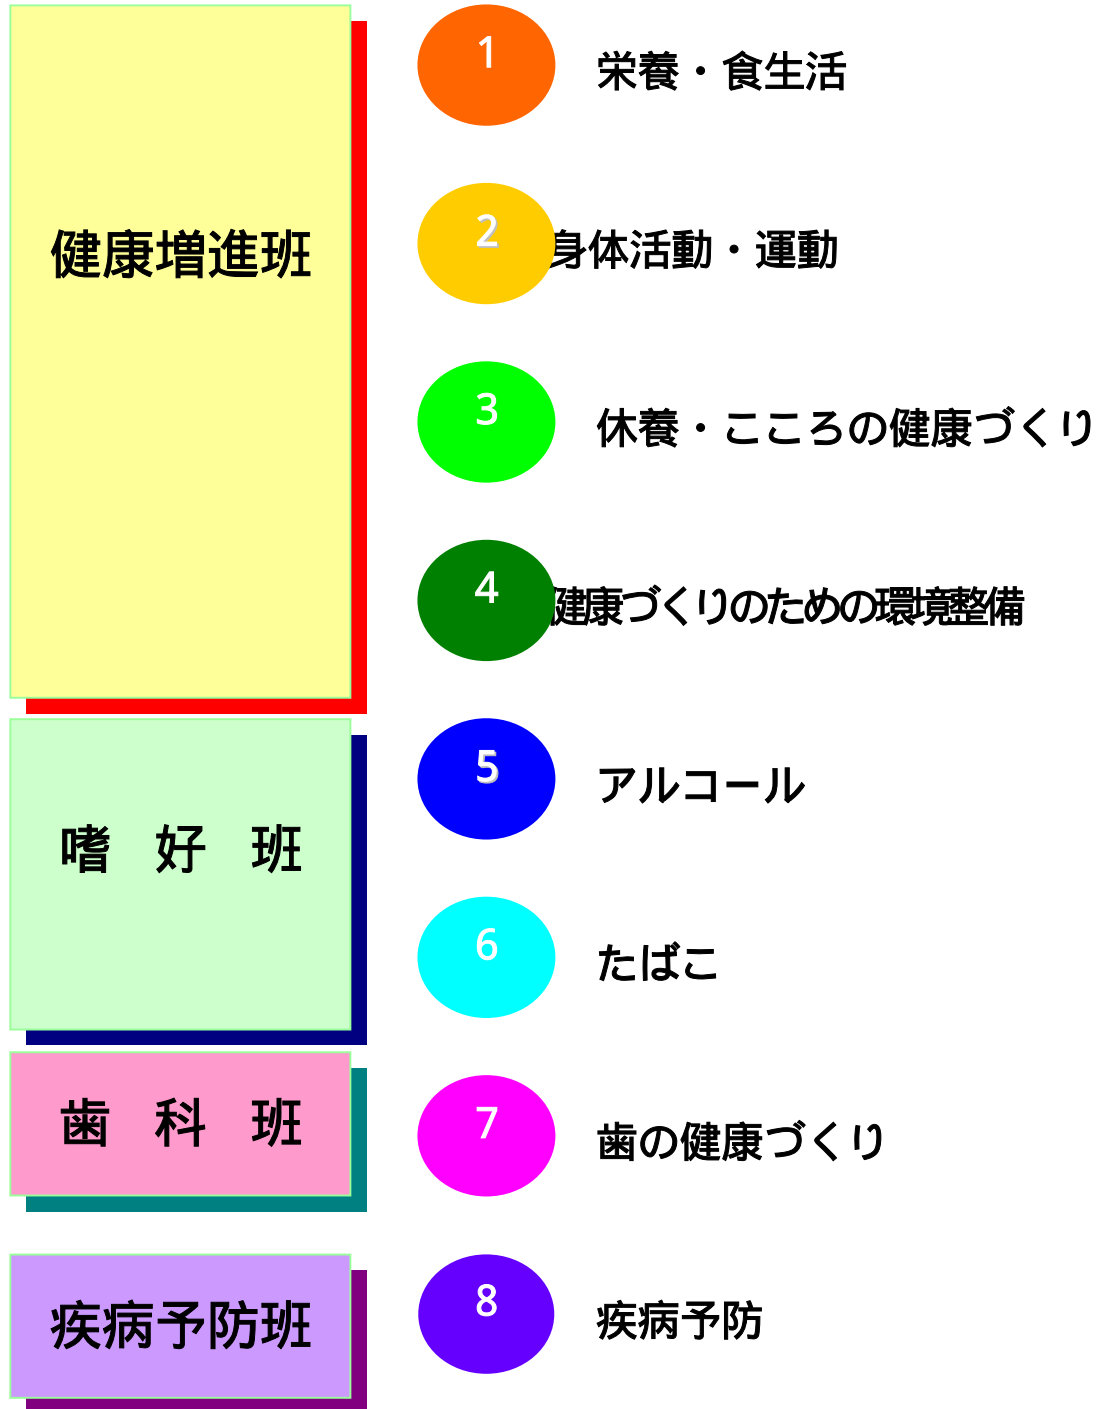 健康増進班
1 栄養・食生活
2 身体活動・運動
3 休養・こころの健康づくり
4 健康づくりのための環境整備
嗜　好　班
5 アルコール
6 たばこ
歯　科　班
7 歯の健康づくり
疾病予防班
8 疾病予防